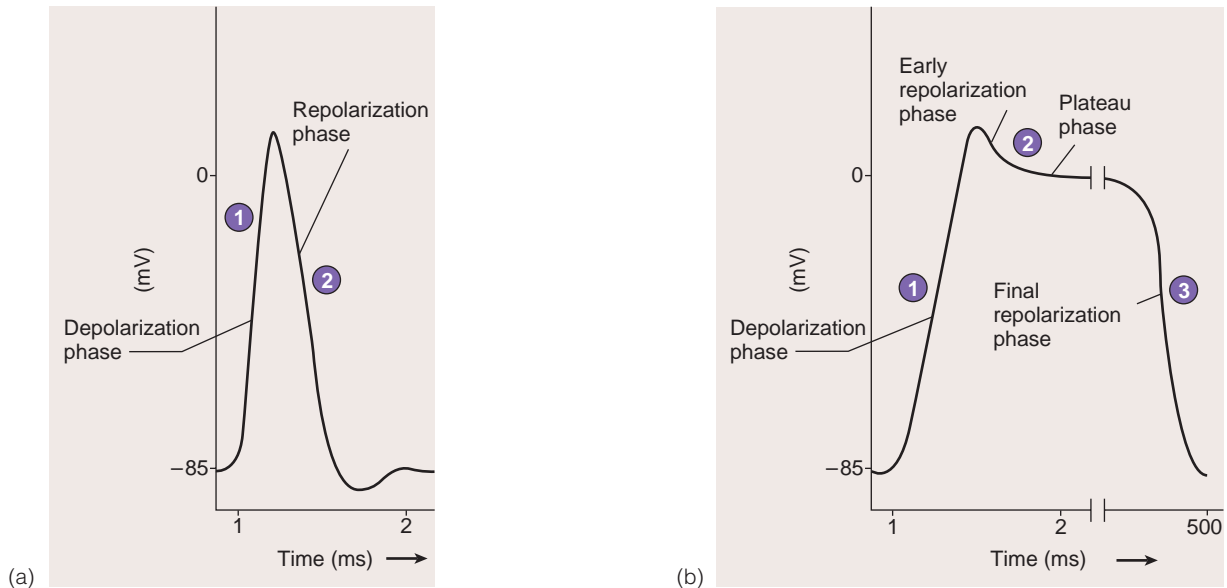 Repolarization
phase
0
1
(mV)
2
Depolarization
phase
–85
1
2
Time (ms)
(a)
Early
repolarization
phase
Plateau
phase
2
0
(mV)
1
Final
repolarization
phase
3
Depolarization
phase
–85
1
2
500
Time (ms)
(b)